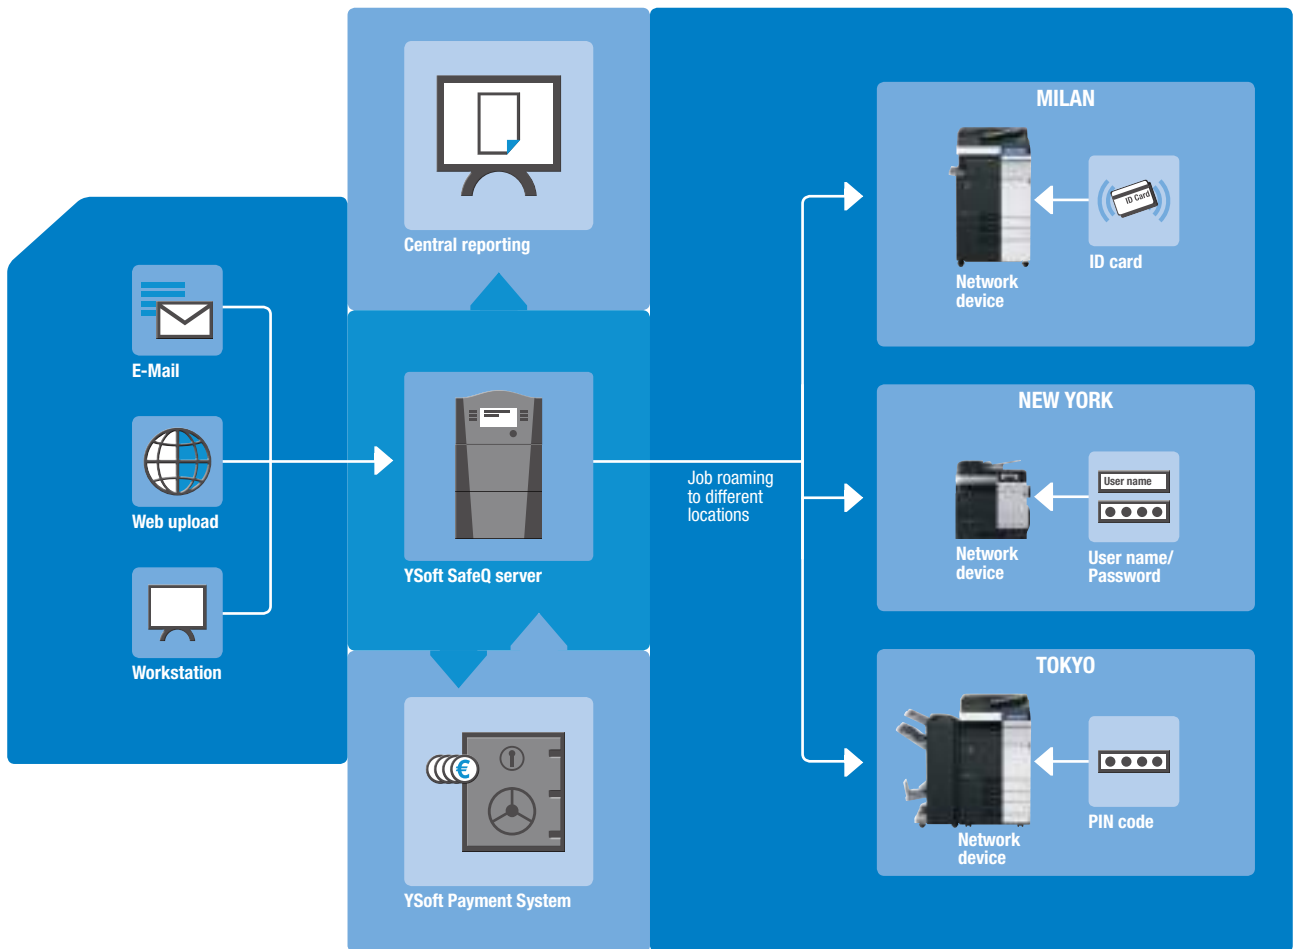 Central reporting
E-Mail
Web upload
Workstation
YSoft SafeQ server
€
YSoft Payment System
Job roaming
to different
locations
MILAN
Network
device
ID Card
ID card
NEW YORK
Network
device
User name
User name/
Password
TOKYO
Network
device
PIN code